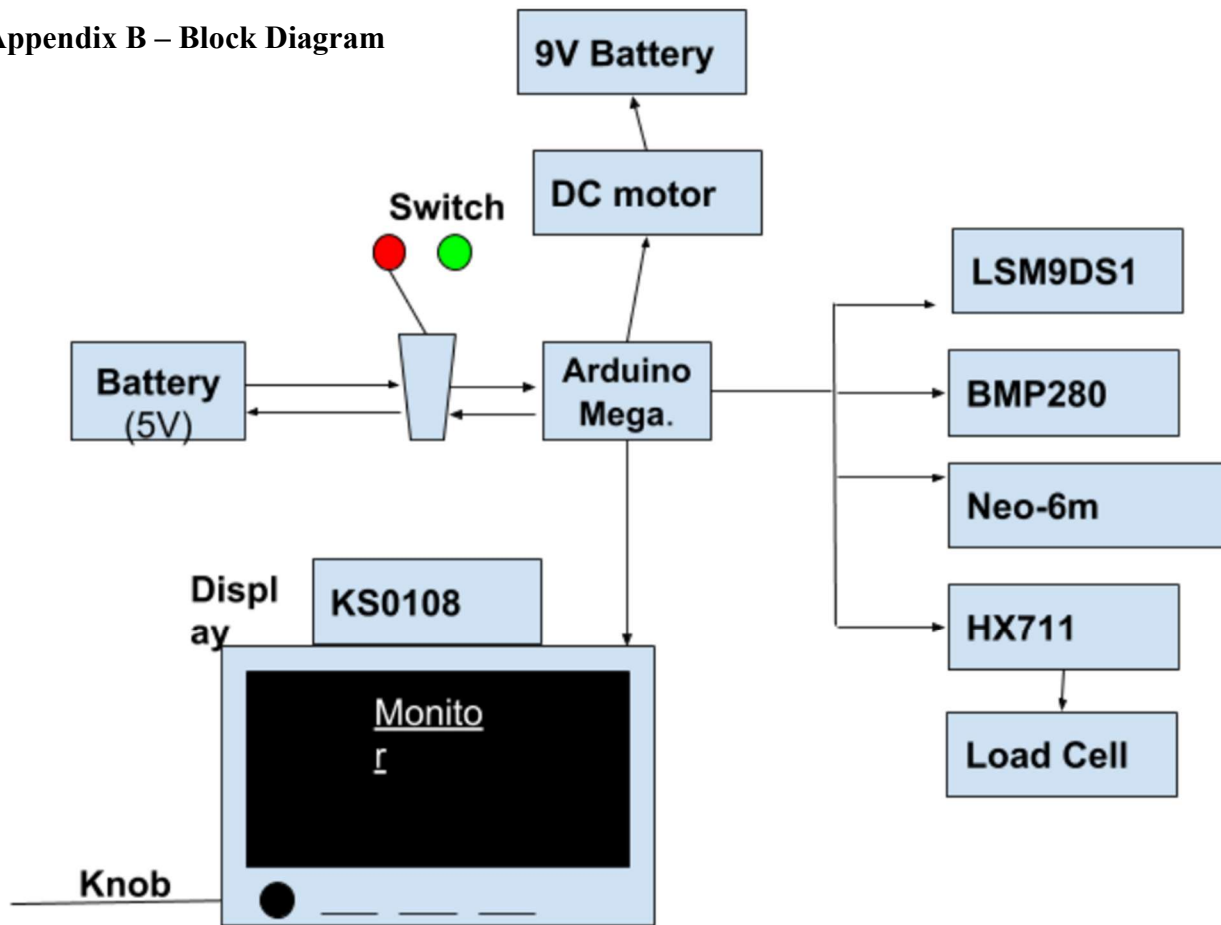 Appendix B – Block Diagram
9V Battery
DC motor
Switch
LSM9DS1
Battery
(5V)
Arduino
Mega.
BMP280
Neo-6m
Displ
ay
KS0108
HX711
Monito
r
Load Cell
Knob